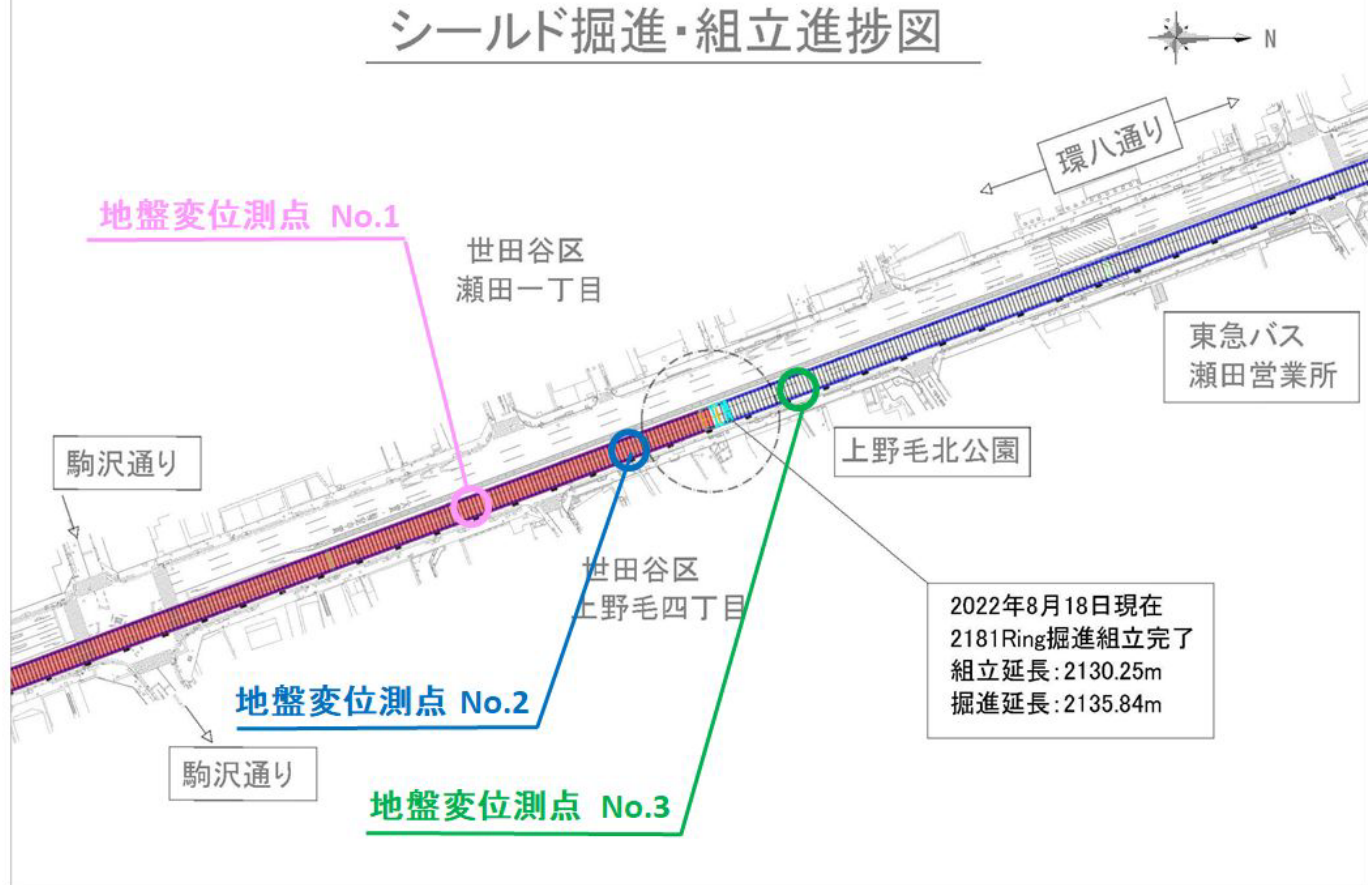 シールド掘進・組立進捗図
N
環八通り
地盤変位測点 No.1
世田谷区
瀬田一丁目
東急バス
瀬田営業所
駒沢通り
上野毛北公園
世田谷区
上野毛四丁目
2022年8月18日現在
2181Ring掘進組立完了
組立延長:2130.25m
掘進延長:2135.84m
地盤変位測点 No.2
駒沢通り
地盤変位測点 No.3